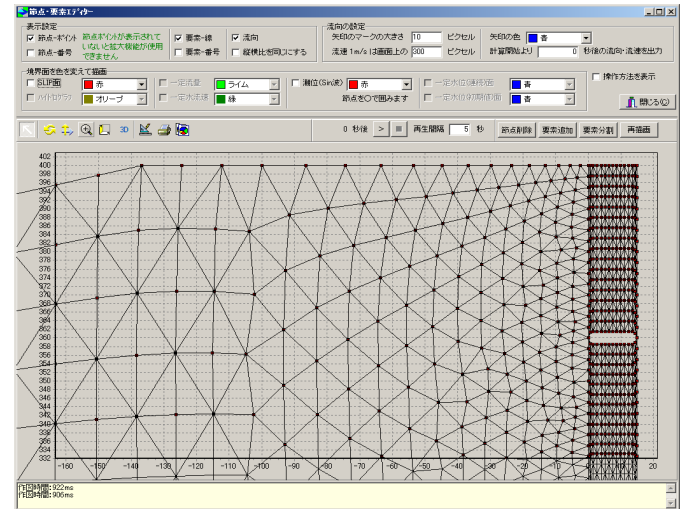 節点・要素エディター
表示設定
節点-ポイント
節点ポイントが表示されて
いないと拡大機能が使用
できません
要素-線
流向
節点-番号
要素-番号
縦横比を同じにする
流向の設定
矢印のマークの大きさ 10 ピクセル
矢印の色 青
流速 1m/s は画面上の 300 ピクセル
計算開始より 0 秒後の流向・流速を出力
境界面を色を変えて描画
SLIP面 赤
一定流量 ライム
潮位(Sin波) 赤
一定水位(連続)面 青
ハイドログラフ オリーブ
一定水流速 緑
節点を○で囲みます
一定水位(初期値)面 青
操作方法を表示
閉じる(C)
3D
0 秒後 > 再生間隔 5 秒
節点削除 要素追加 要素分割 再描画
402
400
398
396
394
392
390
388
386
384
382
380
378
376
374
372
370
368
366
364
362
360
358
356
354
352
350
348
346
344
342
340
338
336
334
332
-160 -150 -140 -130 -120 -110 -100 -90 -80 -70 -60 -50 -40 -30 -20 -10 0 10 20
作図時間:922ms
作図時間:906ms